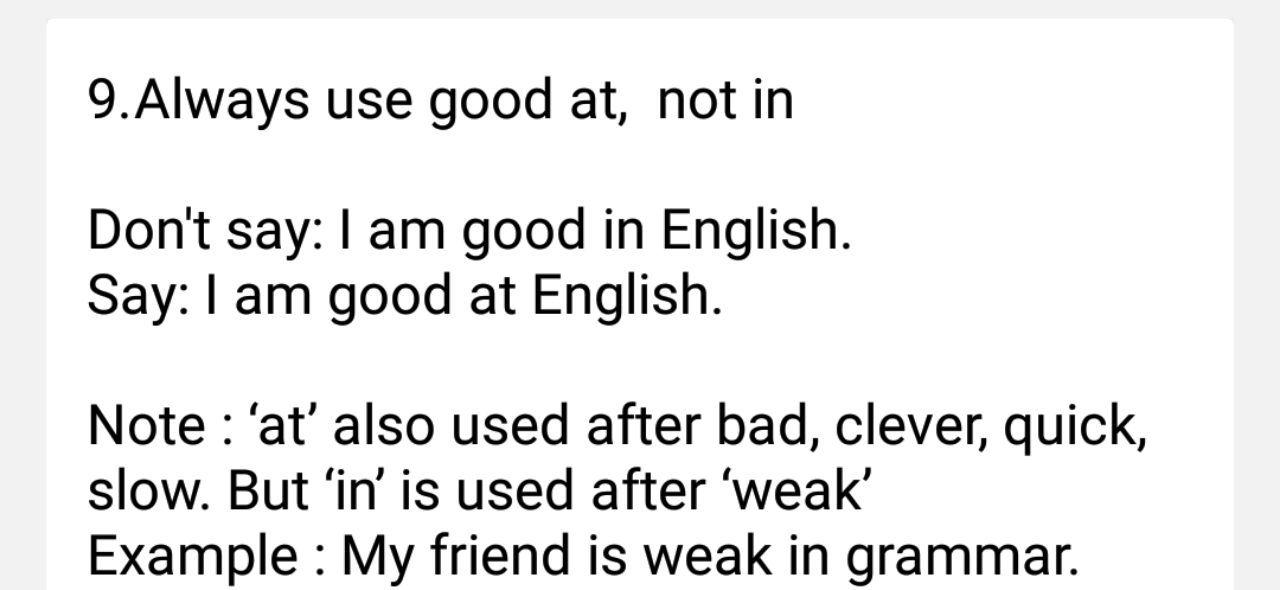 9.Always use good at,  not in
Don't say: I am good in English.
Say: I am good at English.
Note : ‘at’ also used after bad, clever, quick,
slow. But ‘in’ is used after ‘weak’
Example : My friend is weak in grammar.